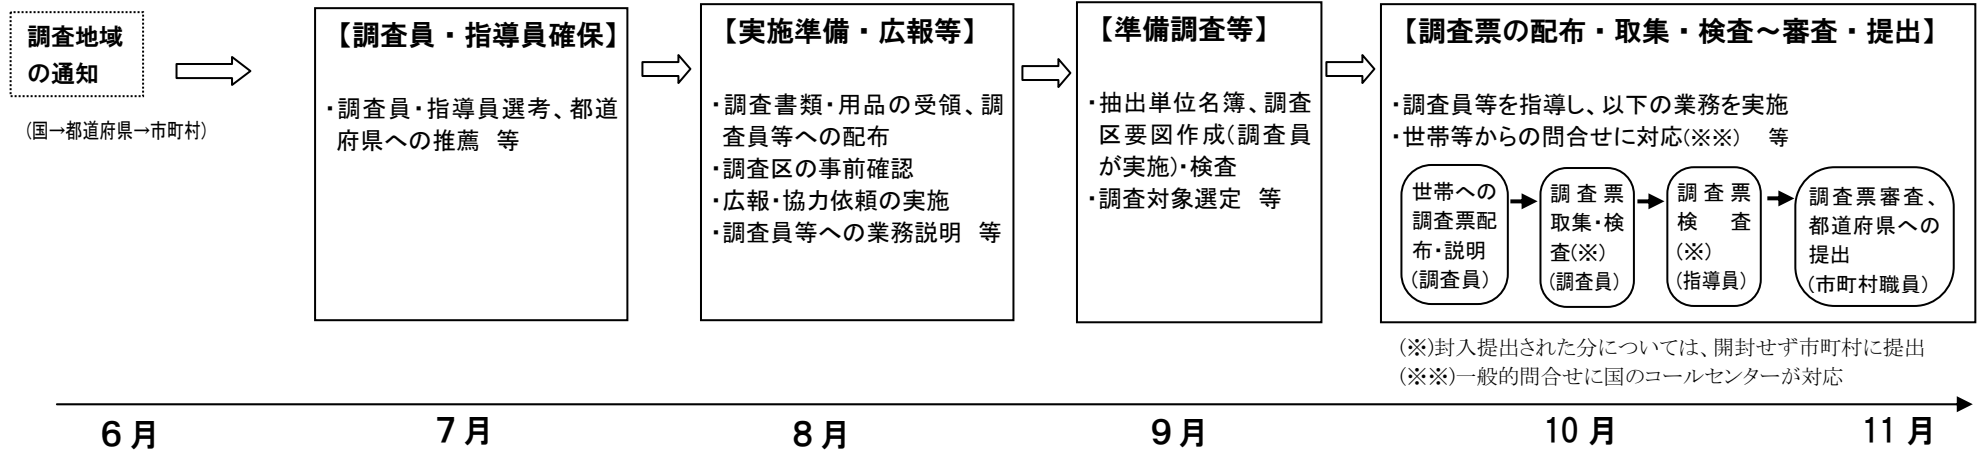 調査地域
の通知
(国→都道府県→市町村)
【調査員・指導員確保】
・調査員・指導員選考、都道
府県への推薦　等
【実施準備・広報等】
・調査書類・用品の受領、調
査員等への配布
・調査区の事前確認
・広報・協力依頼の実施
・調査員等への業務説明　等
【準備調査等】
・抽出単位名簿、調査
区要図作成(調査員
が実施)・検査
・調査対象選定　等
【調査票の配布・取集・検査～審査・提出】
・調査員等を指導し、以下の業務を実施
・世帯等からの問合せに対応(※※)　等
世帯への
調査票配
布・説明
(調査員)
調査票
取集・検
査(※)
(調査員)
調査票
検査
(※)
(指導員)
調査票審査、
都道府県への
提出
(市町村職員)
(※)封入提出された分については、開封せず市町村に提出
(※※)一般的問合せに国のコールセンターが対応
６月
７月
８月
９月
10 月
11 月